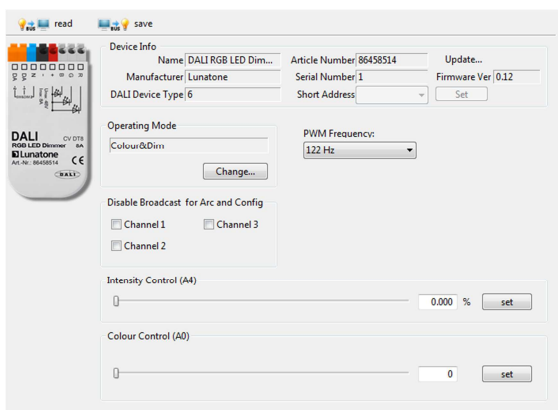 read save
Device Info
Name DALI RGB LED Dim... Article Number 86458514 Update...
Manufacturer Lunatone Serial Number 1 Firmware Ver 0.12
DALI Device Type 6 Short Address Set
Operating Mode
Colour&Dim
Change...
PWM Frequency:
122 Hz
DALI CV DT8
RGB LED Dimmer 8A
Lunatone
Art.-Nr.: 86458514 CE
DALI
Disable Broadcast for Arc and Config
Channel 1 Channel 3
Channel 2
Intensity Control (A4)
0.000 % set
Colour Control (A0)
0 set